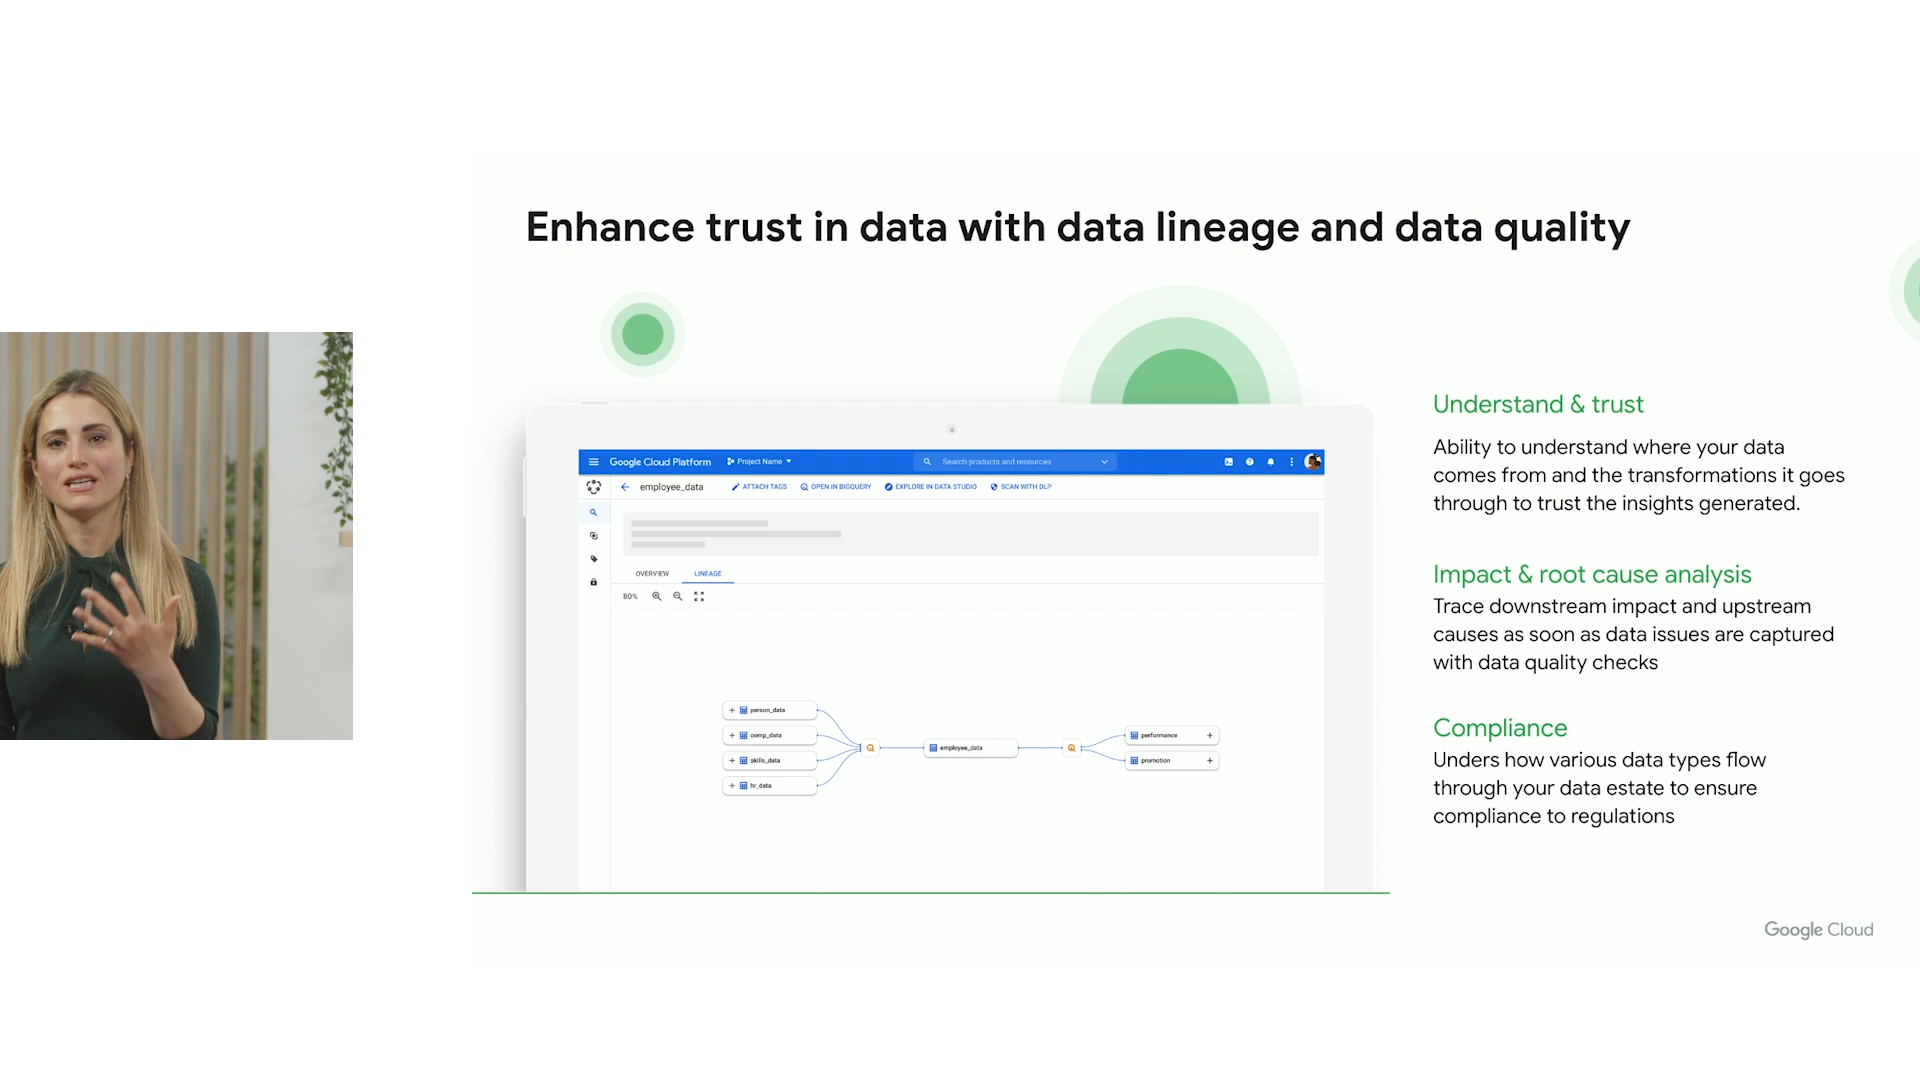 Enhance trust in data with data lineage and data quality
Google Cloud Platform
Project Name
Search products and resources
employee_data
ATTACH TAGS
OPEN IN BIGQUERY
EXPLORE IN DATA STUDIO
SCAN WITH DLP
OVERVIEW
LINEAGE
80%
person_data
comp_data
skills_data
hr_data
employee_data
performance
promotion
Understand & trust
Ability to understand where your data
comes from and the transformations it goes
through to trust the insights generated.
Impact & root cause analysis
Trace downstream impact and upstream
causes as soon as data issues are captured
with data quality checks
Compliance
Unders how various data types flow
through your data estate to ensure
compliance to regulations
Google Cloud